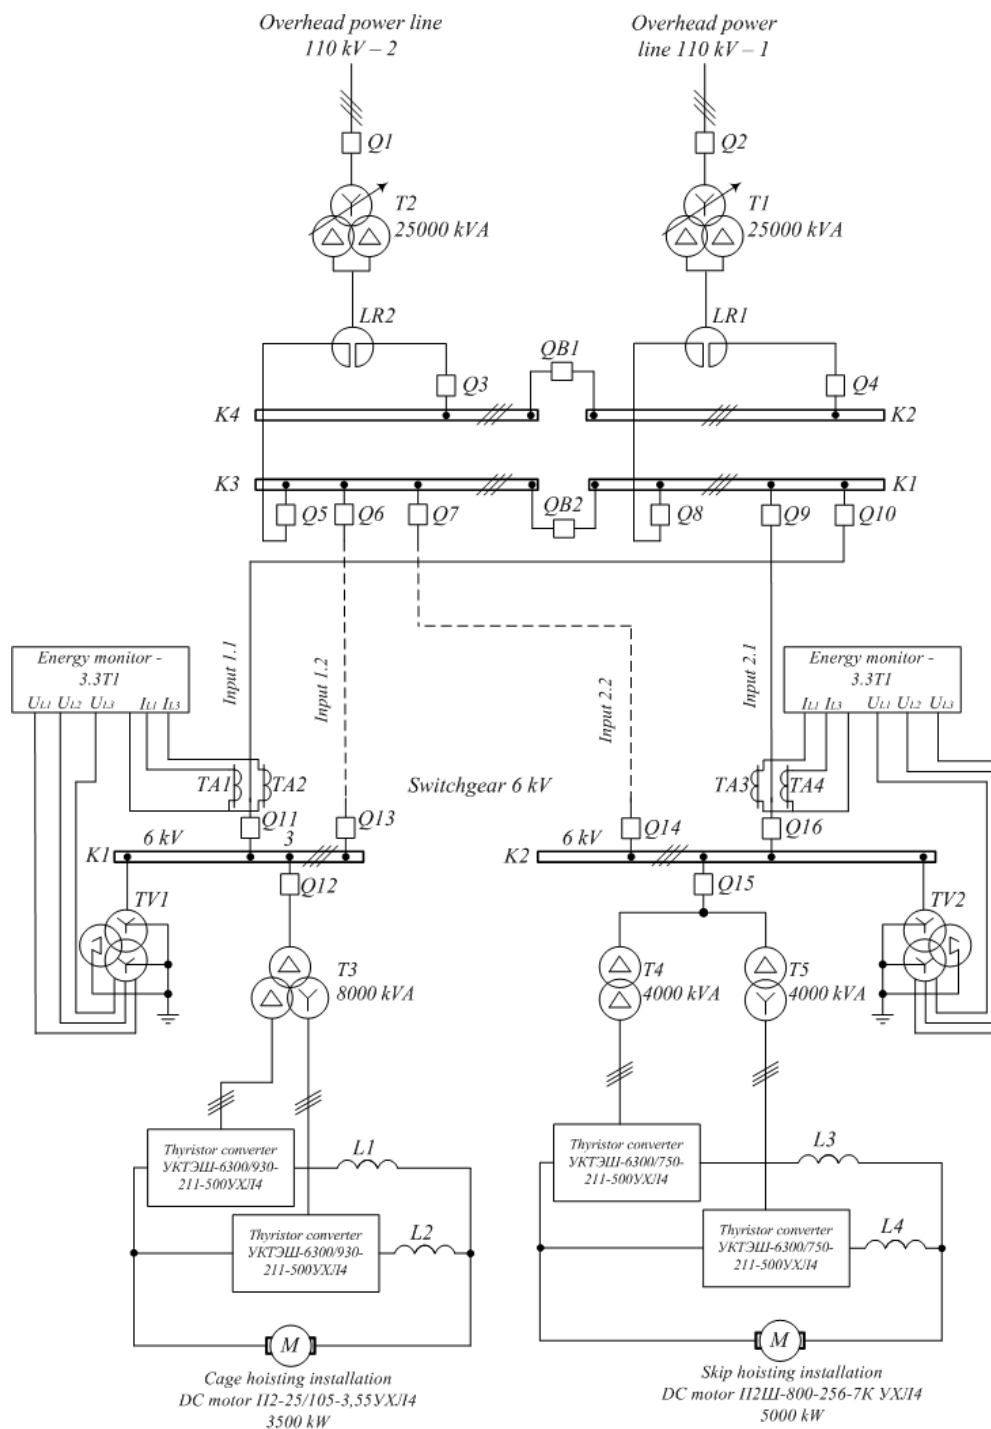 Overhead power line
110 kV – 2
Overhead power
line 110 kV – 1
Q1
Q2
T2
25000 kVA
T1
25000 kVA
LR2
LR1
QB1
Q3
Q4
K4
K2
K3
K1
Q5
Q6
Q7
QB2
Q8
Q9
Q10
Input 1.1
Input 1.2
Input 2.2
Input 2.1
Energy monitor -
3.3T1
UL1 UL2 UL3 IL1 IL3
Energy monitor -
3.3T1
IL1 IL3 UL1 UL2 UL3
TA1
TA2
Switchgear 6 kV
TA3
TA4
Q11
Q13
Q14
Q16
6 kV
3
6 kV
K1
K2
Q12
Q15
TV1
TV2
T3
8000 kVA
T4
4000 kVA
T5
4000 kVA
Thyristor converter
УКТЭШ-6300/930-
211-500УХЛ4
L1
Thyristor converter
УКТЭШ-6300/750-
211-500УХЛ4
L3
Thyristor converter
УКТЭШ-6300/930-
211-500УХЛ4
L2
Thyristor converter
УКТЭШ-6300/750-
211-500УХЛ4
L4
M
M
Cage hoisting installation
DC motor П2-25/105-3,55УХЛ4
3500 kW
Skip hoisting installation
DC motor П2Ш-800-256-7К УХЛ4
5000 kW